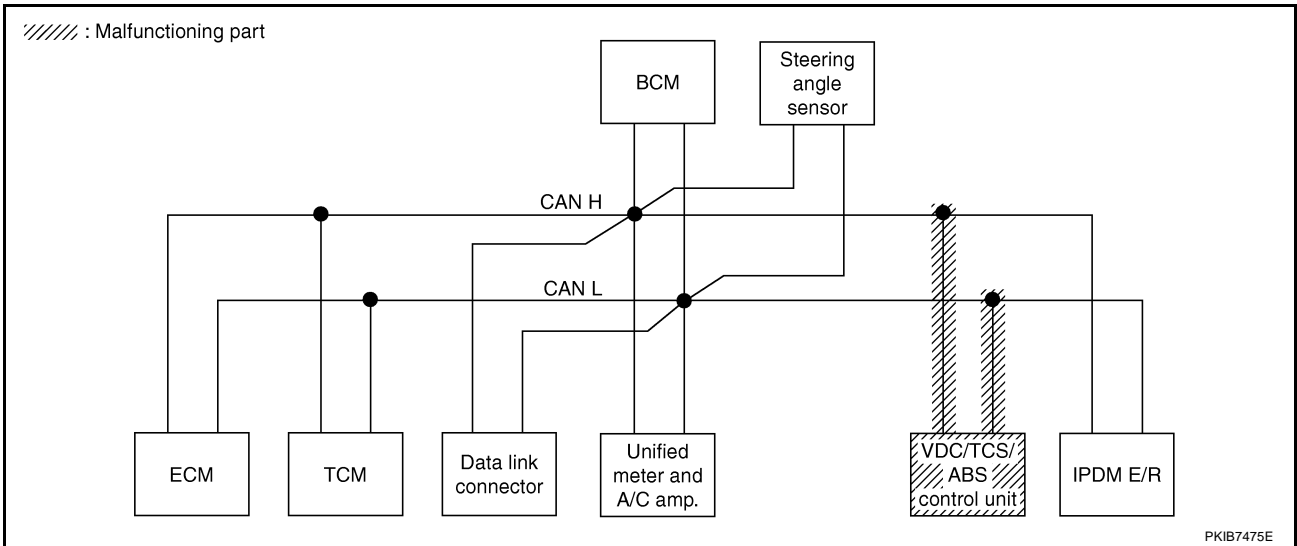 : Malfunctioning part
BCM
Steering
angle
sensor
CAN H
CAN L
ECM
TCM
Data link
connector
Unified
meter and
A/C amp.
VDC/TCS/
ABS
control unit
IPDM E/R
PKIB7475E